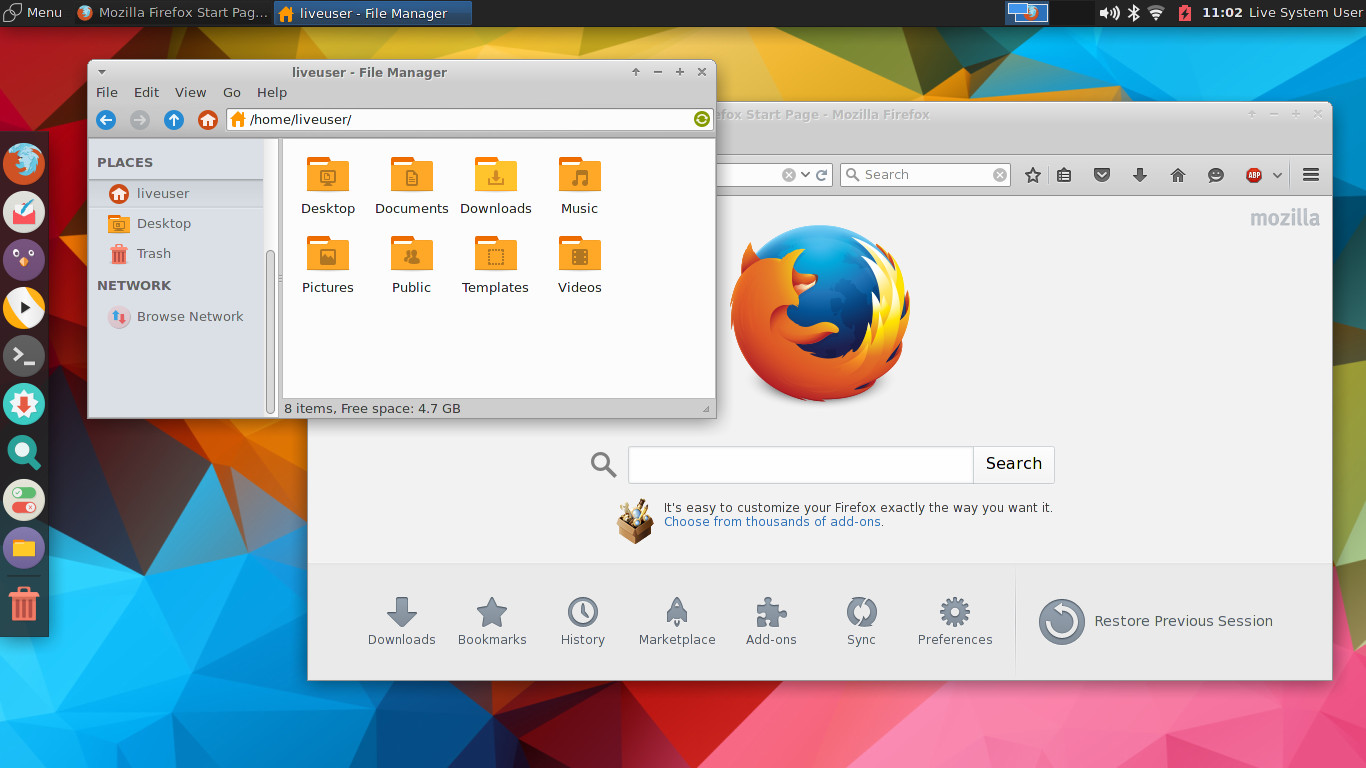 Menu
Mozilla Firefox Start Pag...
liveuser - File Manager
11:02 Live System User
liveuser - File Manager
File Edit View Go Help
/home/liveuser/
PLACES
liveuser
Desktop
Trash
NETWORK
Browse Network
Desktop Documents Downloads Music
Pictures Public Templates Videos
8 items, Free space: 4.7 GB
Start Page - Mozilla Firefox
Search
ABP
mozilla
Search
It's easy to customize your Firefox exactly the way you want it.
Choose from thousands of add-ons.
Downloads Bookmarks History Marketplace Add-ons Sync Preferences
Restore Previous Session